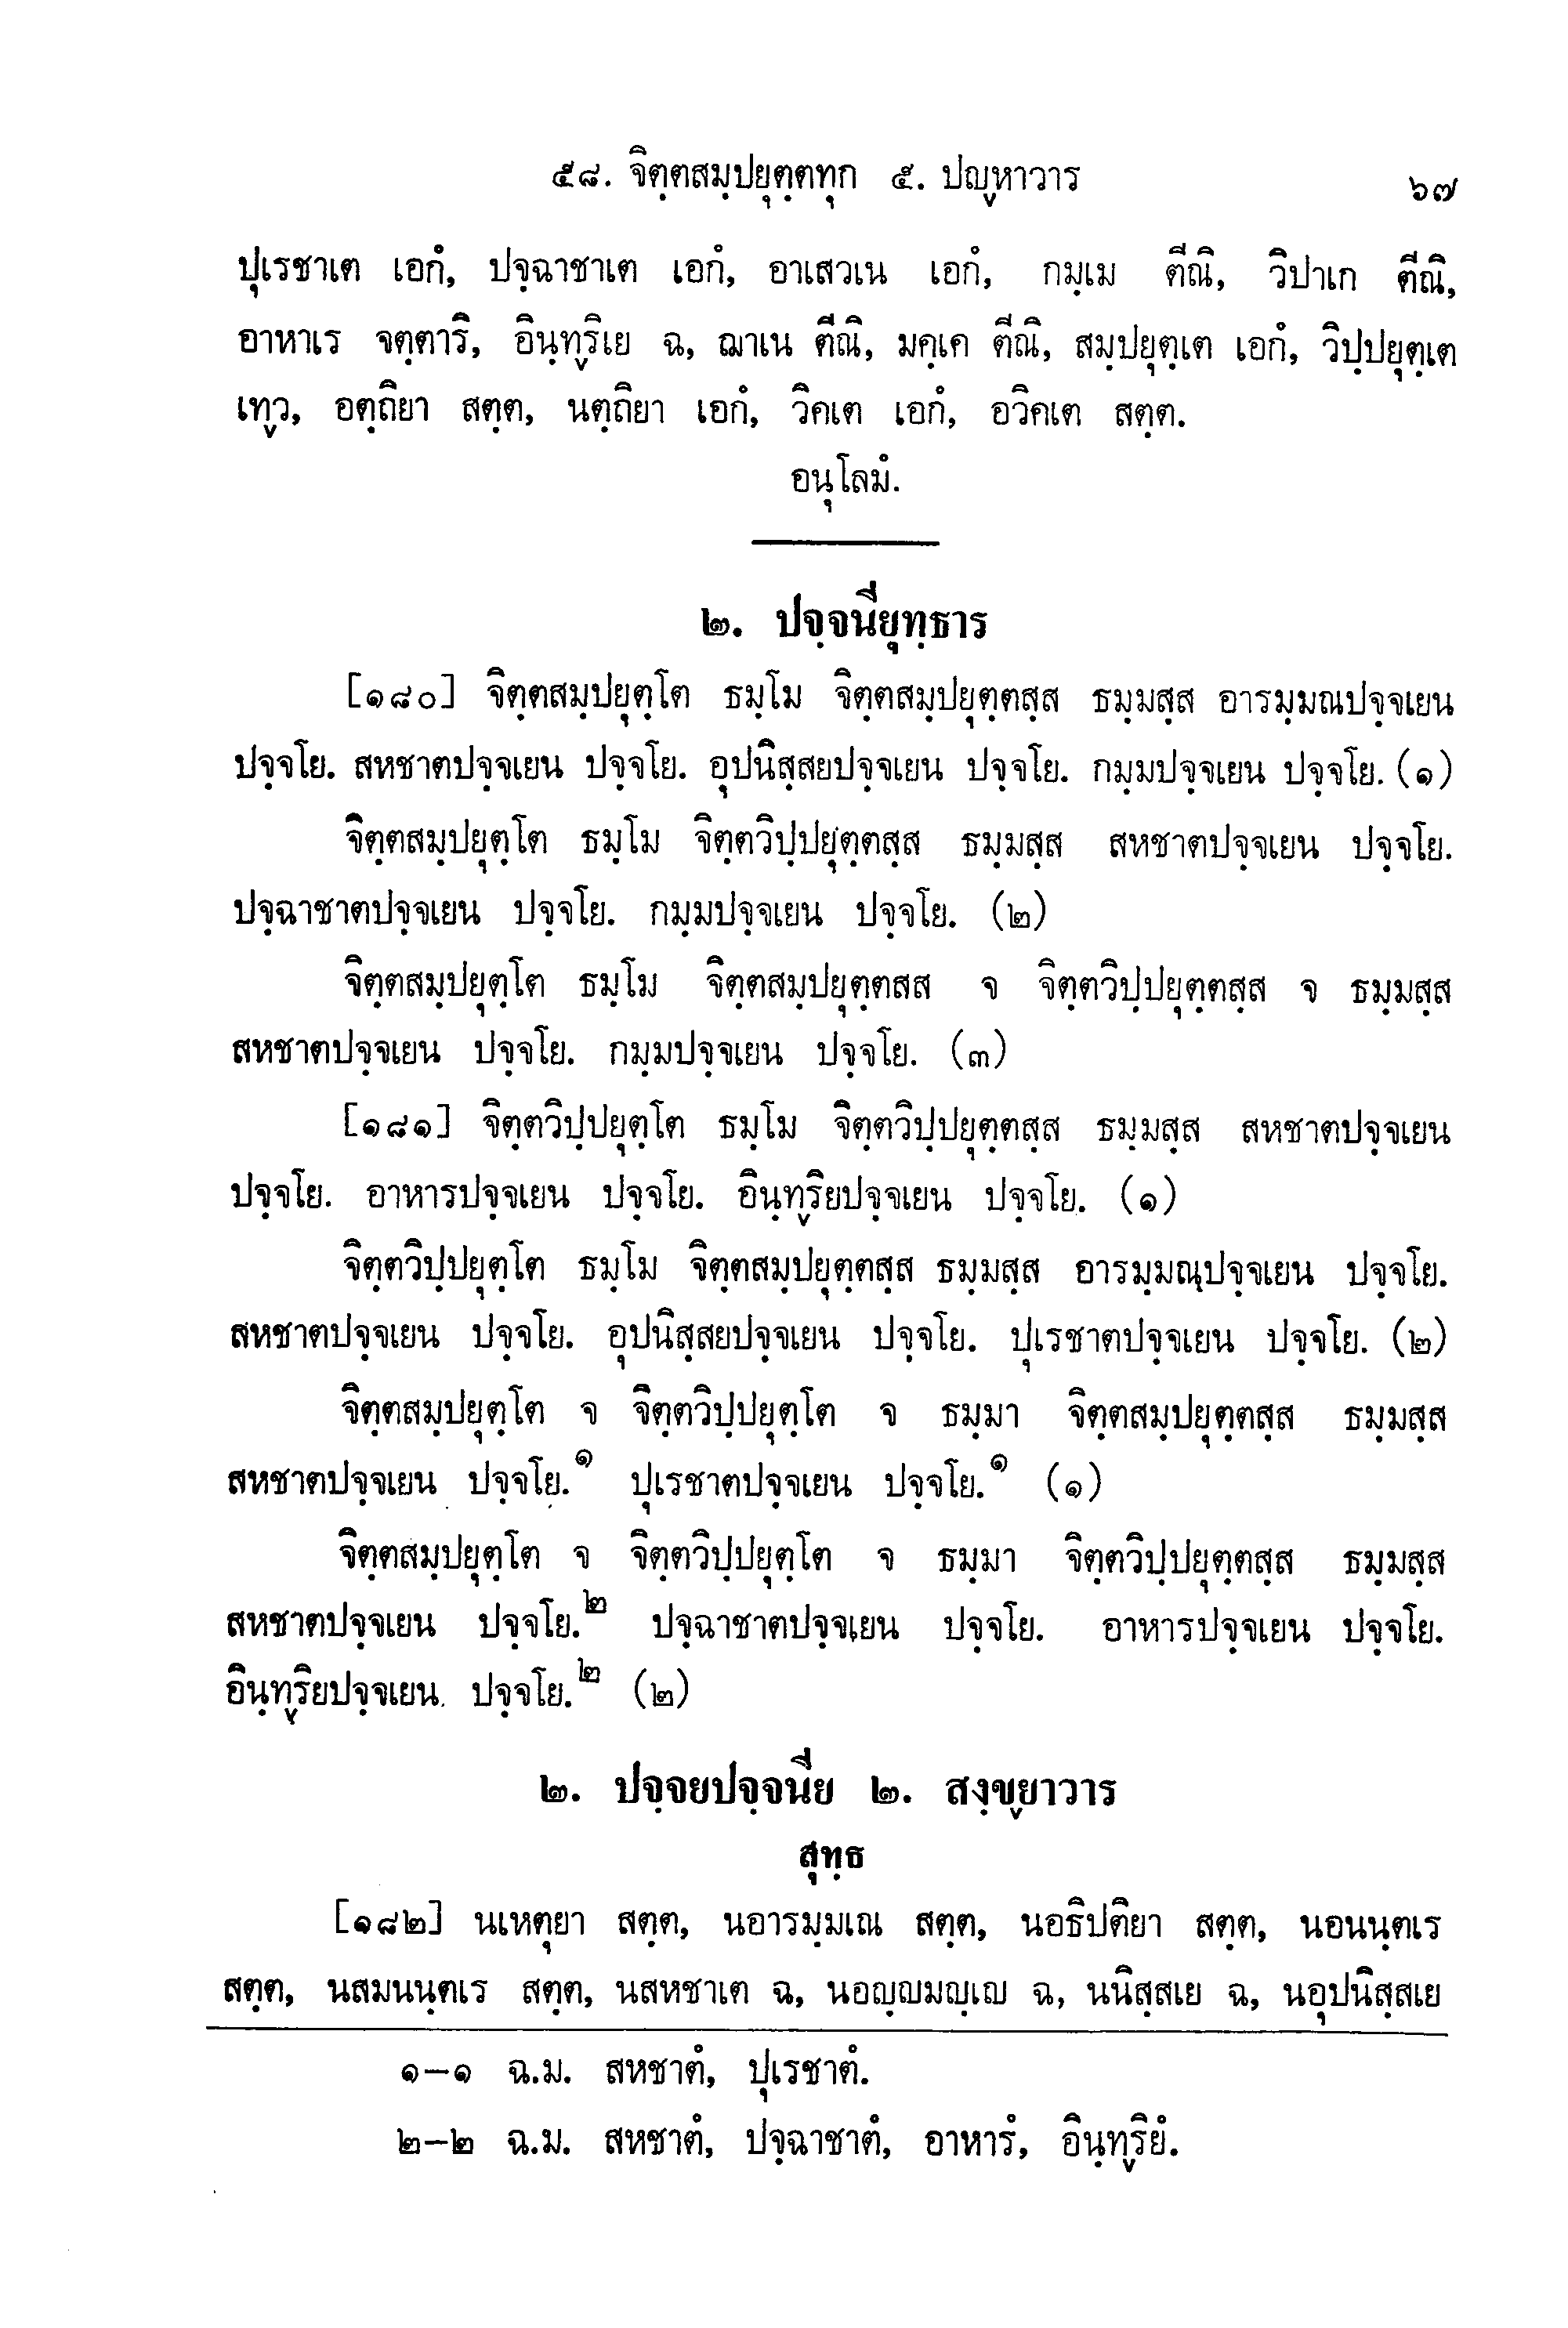 ๕๘. จิตฺตสมฺปยุตฺตทุก ๕. ปญฺหาวาร ๖๗
ปุเรชาเต เอกํ, ปจฺฉาชาเต เอกํ, อาเสวเน เอกํ, กมฺเม ตีณิ, วิปาเก ตีณิ,
อาหาเร จตฺตาริ, อินฺทฺริเย ฉ, ฌาเน ตีณิ, มคฺเค ตีณิ, สมฺปยุตฺเต เอกํ, วิปฺปยุตฺเต
เทฺว, อตฺถิยา สตฺต, นตฺถิยา เอกํ, วิคเต เอกํ, อวิคเต สตฺต.
อนุโลมํ.
๒. ปจฺจนียุทฺธาร
[๑๘๐] จิตฺตสมฺปยุตฺโต ธมฺโม จิตฺตสมฺปยุตฺตสฺส ธมฺมสฺส อารมฺมณปจฺจเยน
ปจฺจโย. สหชาตปจฺจเยน ปจฺจโย. อุปนิสฺสยปจฺจเยน ปจฺจโย. กมฺมปจฺจเยน ปจฺจโย. (๑)
จิตฺตสมฺปยุตฺโต ธมฺโม จิตฺตวิปฺปยุตฺตสฺส ธมฺมสฺส สหชาตปจฺจเยน ปจฺจโย.
ปจฺฉาชาตปจฺจเยน ปจฺจโย. กมฺมปจฺจเยน ปจฺจโย. (๒)
จิตฺตสมฺปยุตฺโต ธมฺโม จิตฺตสมฺปยุตฺตสส จ จิตฺตวิปฺปยุตฺตสฺส จ ธมฺมสฺส
สหชาตปจฺจเยน ปจฺจโย. กมฺมปจฺจเยน ปจฺจโย. (๓)
[๑๘๑] จิตฺตวิปฺปยุตฺโต ธมฺโม จิตฺตวิปฺปยุตฺตสฺส ธมฺมสฺส สหชาตปจฺจเยน
ปจฺจโย. อาหารปจฺจเยน ปจฺจโย. อินฺทฺริยปจฺจเยน ปจฺจโย. (๑)
จิตฺตวิปฺปยุตฺโต ธมฺโม จิตฺตสมฺปยุตฺตสฺส ธมฺมสฺส อารมฺมณปจฺจเยน ปจฺจโย.
สหชาตปจฺจเยน ปจฺจโย. อุปนิสฺสยปจฺจเยน ปจฺจโย. ปุเรชาตปจฺจเยน ปจฺจโย. (๒)
จิตฺตสมฺปยุตฺโต จ จิตฺตวิปฺปยุตฺโต จ ธมฺมา จิตฺตสมฺปยุตฺตสฺส ธมฺมสฺส
สหชาตปจฺจเยน ปจฺจโย.๑ ปุเรชาตปจฺจเยน ปจฺจโย.๑ (๑)
จิตฺตสมฺปยุตฺโต จ จิตฺตวิปฺปยุตฺโต จ ธมฺมา จิตฺตวิปฺปยุตฺตสฺส ธมฺมสฺส
สหชาตปจฺจเยน ปจฺจโย.๒ ปจฺฉาชาตปจฺจเยน ปจฺจโย. อาหารปจฺจเยน ปจฺจโย.
อินฺทฺริยปจฺจเยน ปจฺจโย.๒ (๒)
๒. ปจฺจยปจฺจนีย ๒. สงฺขฺยาวาร
สุทฺธ
[๑๘๒] นเหตุยา สตฺต, นอารมฺมเณ สตฺต, นอธิปติยา สตฺต, นอนนฺตเร
สตฺต, นสมนนฺตเร สตฺต, นสหชาเต ฉ, นอญฺญมญฺเญ ฉ, นนิสฺสเย ฉ, นอุปนิสฺสเย
๑–๑ ฉ.ม. สหชาตํ, ปุเรชาตํ.
๒–๒ ฉ.ม. สหชาตํ, ปจฺฉาชาตํ, อาหารํ, อินฺทฺริยํ.